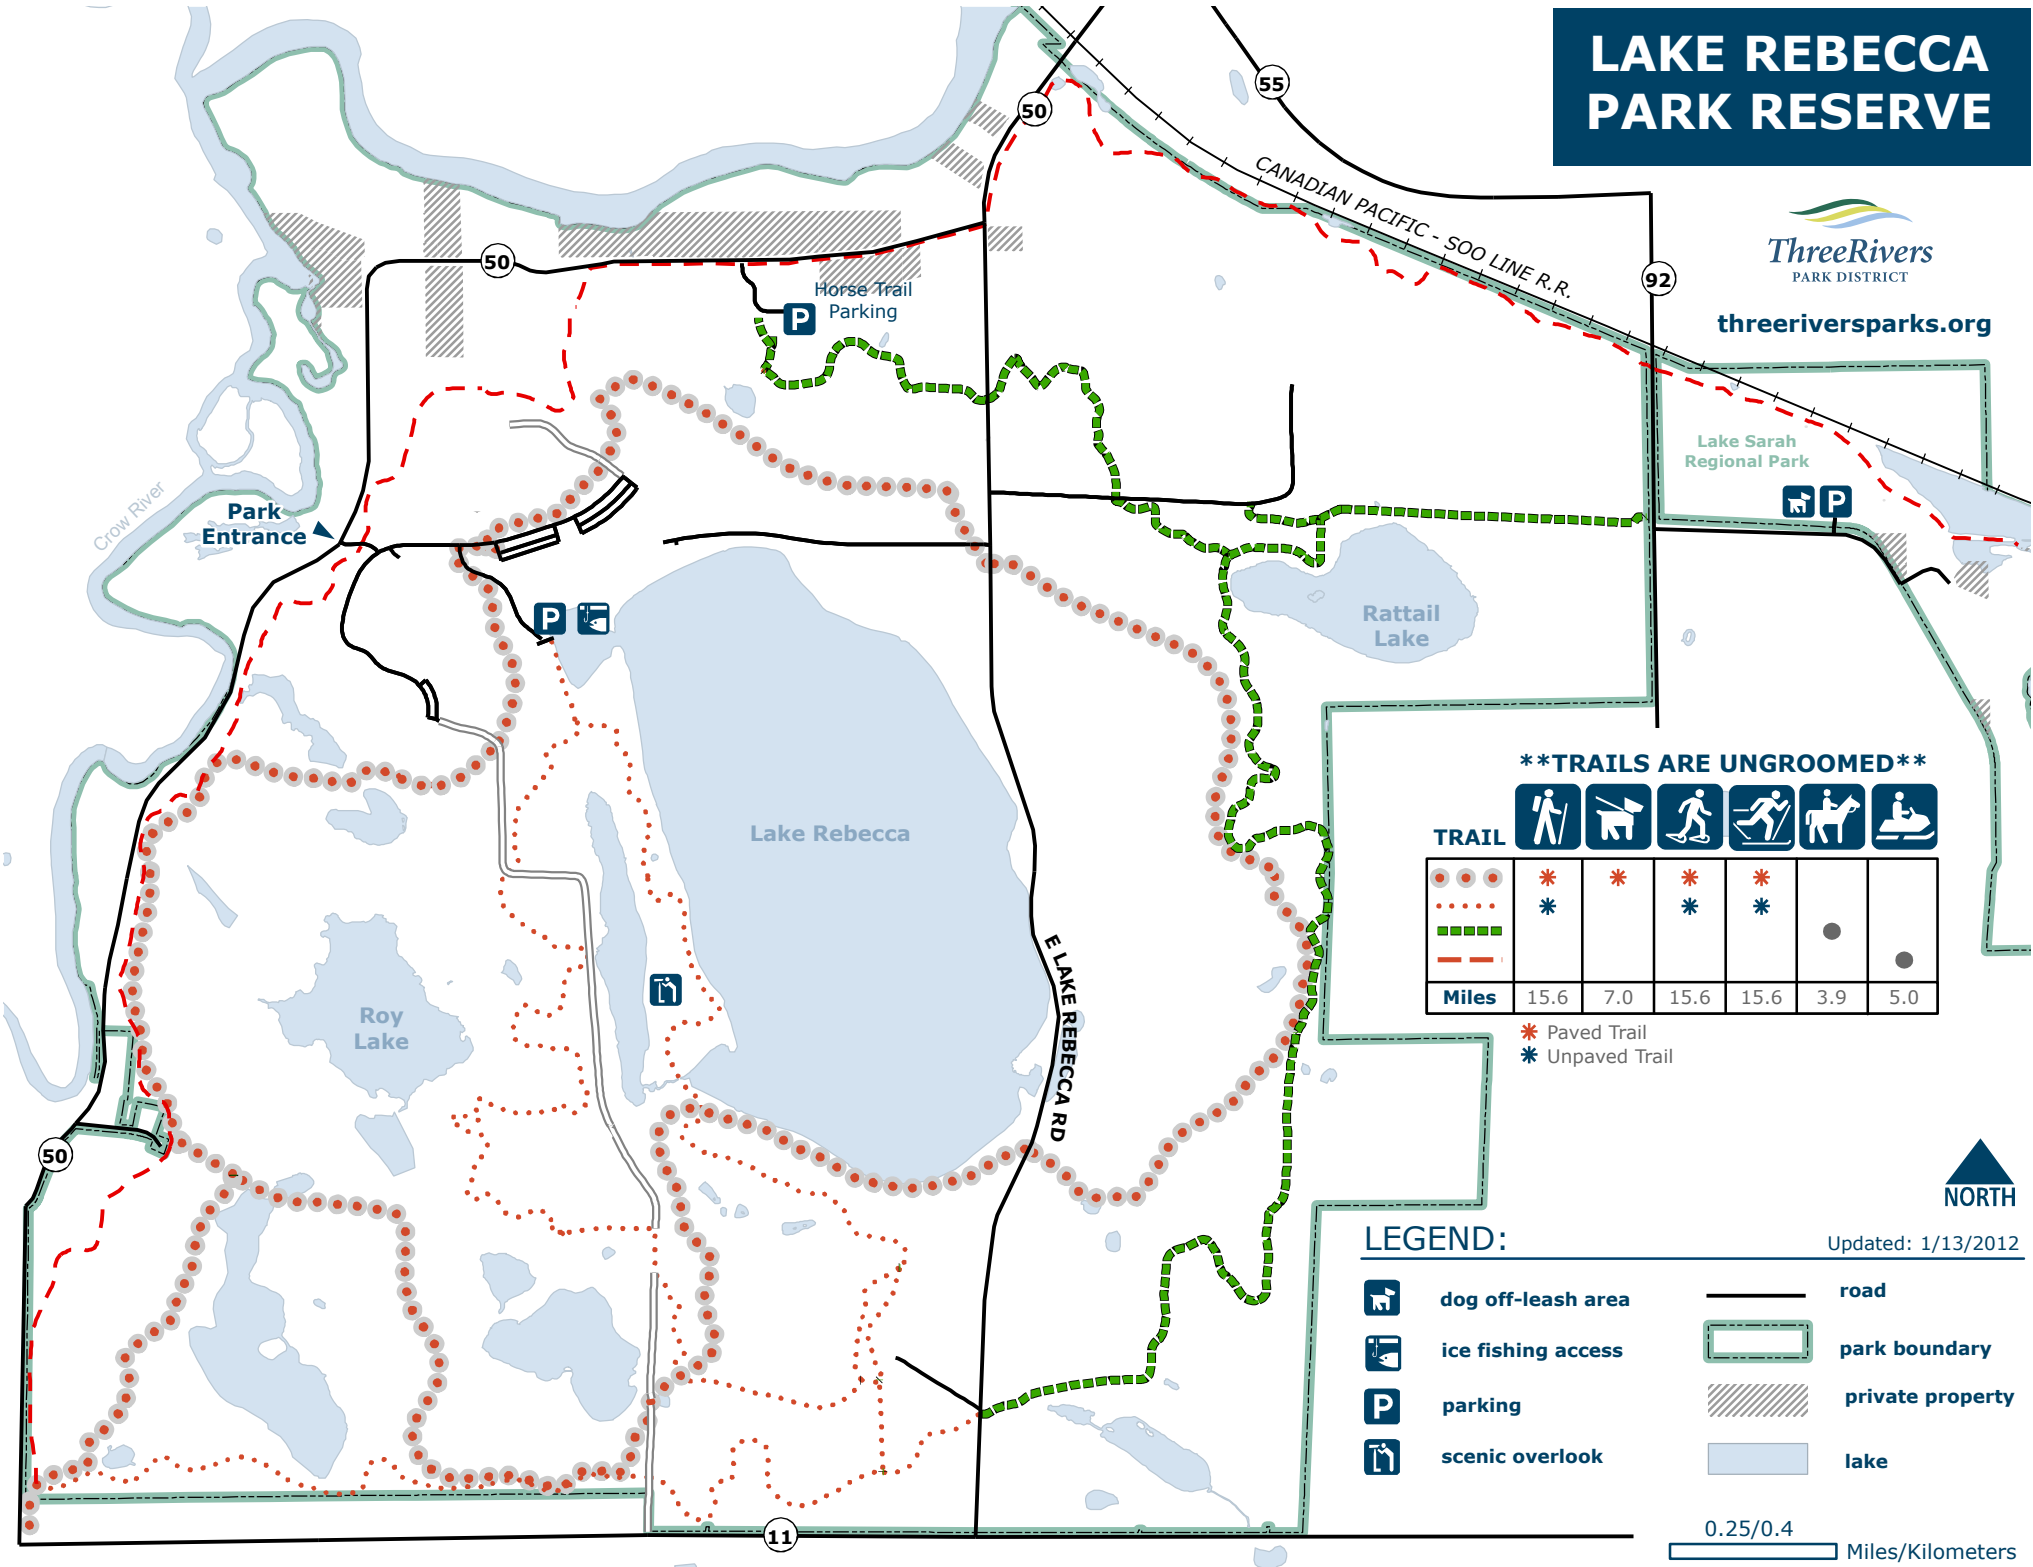 LAKE REBECCA
PARK RESERVE
ThreeRivers
PARK DISTRICT
threeriversparks.org
55
50
CANADIAN PACIFIC - SOO LINE R.R.
92
50
Horse Trail
Parking
P
Lake Sarah
Regional Park
P
Crow River
Park
Entrance
P
Rattail
Lake
Lake Rebecca
E LAKE REBECCA RD
Roy
Lake
50
11
**TRAILS ARE UNGROOMED**
TRAIL
Miles 15.6 7.0 15.6 15.6 3.9 5.0
Paved Trail
Unpaved Trail
NORTH
LEGEND:
Updated: 1/13/2012
dog off-leash area
road
ice fishing access
park boundary
P parking
private property
scenic overlook
lake
0.25/0.4
Miles/Kilometers